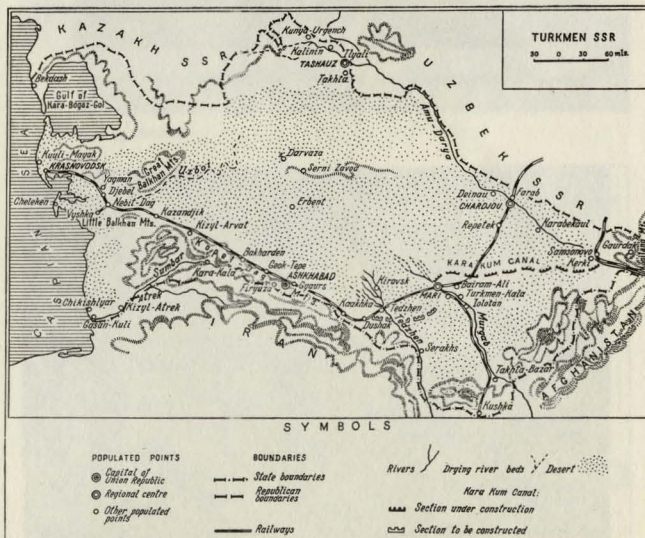 TURKMEN SSR
30 0 30 60 mls.
KAZAKH SSR
UZBEK SSR
CASPIAN SEA
IRAN
AFGHANISTAN
Kunya-Urgench
Kalinin
Ilyaly
TASHAUZ
Takhta
Bekdash
Gulf of
Kara-Bogaz-Gol
Amu-Darya
Kuuli-Mayak
KRASNOVODSK
Yagman
Djebel
Great
Balkhan Mts.
Uzboi
Darvaza
Serni Zavod
Erbent
Cheleken
Vyshka
Nebit-Dag
Little Balkhan Mts.
Kazandjik
Kizyl-Arvat
Deinau
Farab
CHARDJOU
Repetek
Karabekaul
Gaurdak
Samsonovo
Kerki
KARA KUM CANAL
Bakharden
Geok-Tepe
ASHKHABAD
Gyaurs
Firyuza
Kara-Kala
Sumbar
Kirovsk
MARI
Bairam-Ali
Turkmen-Kala
Iolotan
Kaakhka
Tedzhen
Dushak
Tedzhen
Murgab
Chikishlyar
Atrek
Kizyl-Atrek
Gasan-Kuli
Serakhs
Takhta-Bazar
Kushka
SYMBOLS
POPULATED POINTS
Capital of
Union Republic
Regional centre
Other populated
points
BOUNDARIES
State boundaries
Republican
boundaries
Railways
Rivers
Drying river beds
Desert
Kara Kum Canal:
Section under construction
Section to be constructed